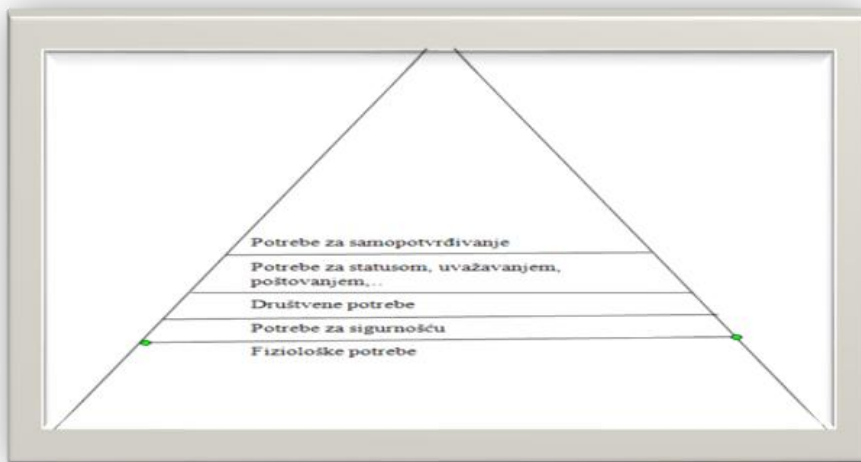 Potrebe za samopotvrđivanje
Potrebe za statusom, uvažavanjem,
poštovanjem,..
Društvene potrebe
Potrebe za sigurnošću
Fiziološke potrebe